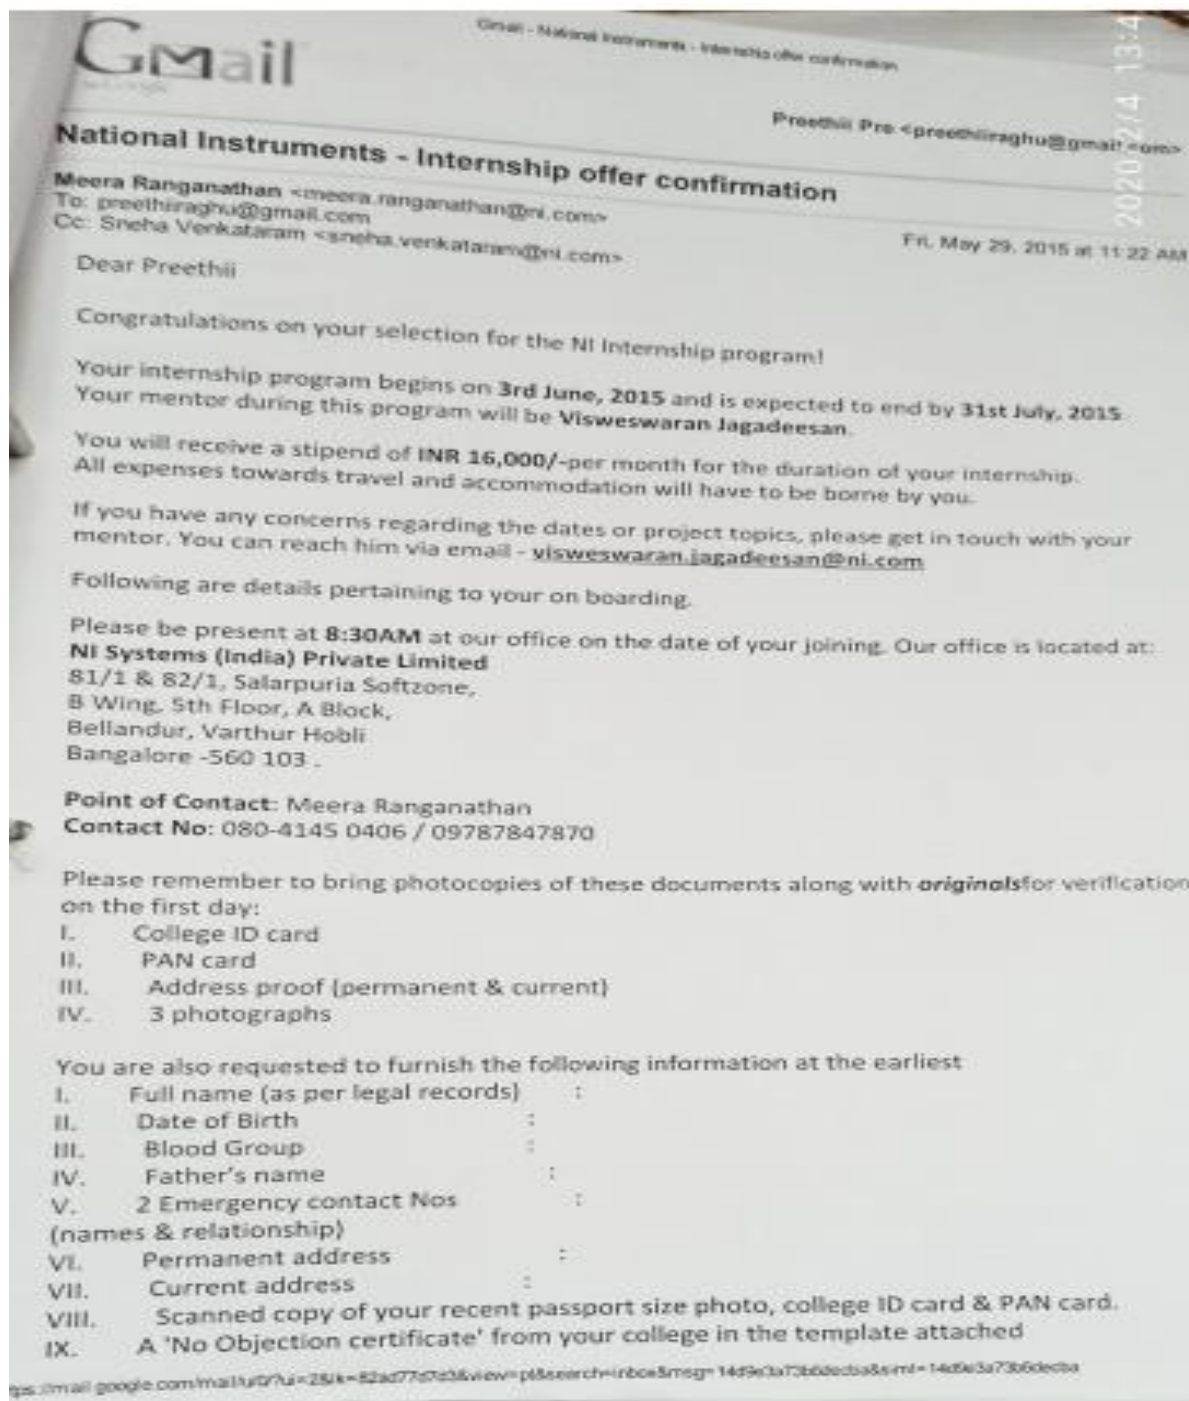 Gmail - National Instruments - Internship offer confirmation
Gmail
Preethii Pre <preethiiraghu@gmail.com>
National Instruments - Internship offer confirmation
Meera Ranganathan <meera.ranganathan@ni.com>
To: preethiiraghu@gmail.com
Cc: Sneha Venkataram <sneha.venkataram@ni.com>
Fri, May 29, 2015 at 11:22 AM
2020/2/4 13:4
Dear Preethii
Congratulations on your selection for the NI Internship program!
Your internship program begins on 3rd June, 2015 and is expected to end by 31st July, 2015.
Your mentor during this program will be Visweswaran Jagadeesan.
You will receive a stipend of INR 16,000/-per month for the duration of your internship.
All expenses towards travel and accommodation will have to be borne by you.
If you have any concerns regarding the dates or project topics, please get in touch with your
mentor. You can reach him via email - visweswaran.jagadeesan@ni.com
Following are details pertaining to your on boarding.
Please be present at 8:30AM at our office on the date of your joining. Our office is located at:
NI Systems (India) Private Limited
81/1 & 82/1, Salarpuria Softzone,
B Wing, 5th Floor, A Block,
Bellandur, Varthur Hobli
Bangalore -560 103 .
Point of Contact: Meera Ranganathan
Contact No: 080-4145 0406 / 09787847870
Please remember to bring photocopies of these documents along with originalsfor verification
on the first day:
I. College ID card
II. PAN card
III. Address proof (permanent & current)
IV. 3 photographs
You are also requested to furnish the following information at the earliest
I. Full name (as per legal records) :
II. Date of Birth :
III. Blood Group :
IV. Father's name :
V. 2 Emergency contact Nos :
(names & relationship)
VI. Permanent address :
VII. Current address :
VIII. Scanned copy of your recent passport size photo, college ID card & PAN card.
IX. A 'No Objection certificate' from your college in the template attached